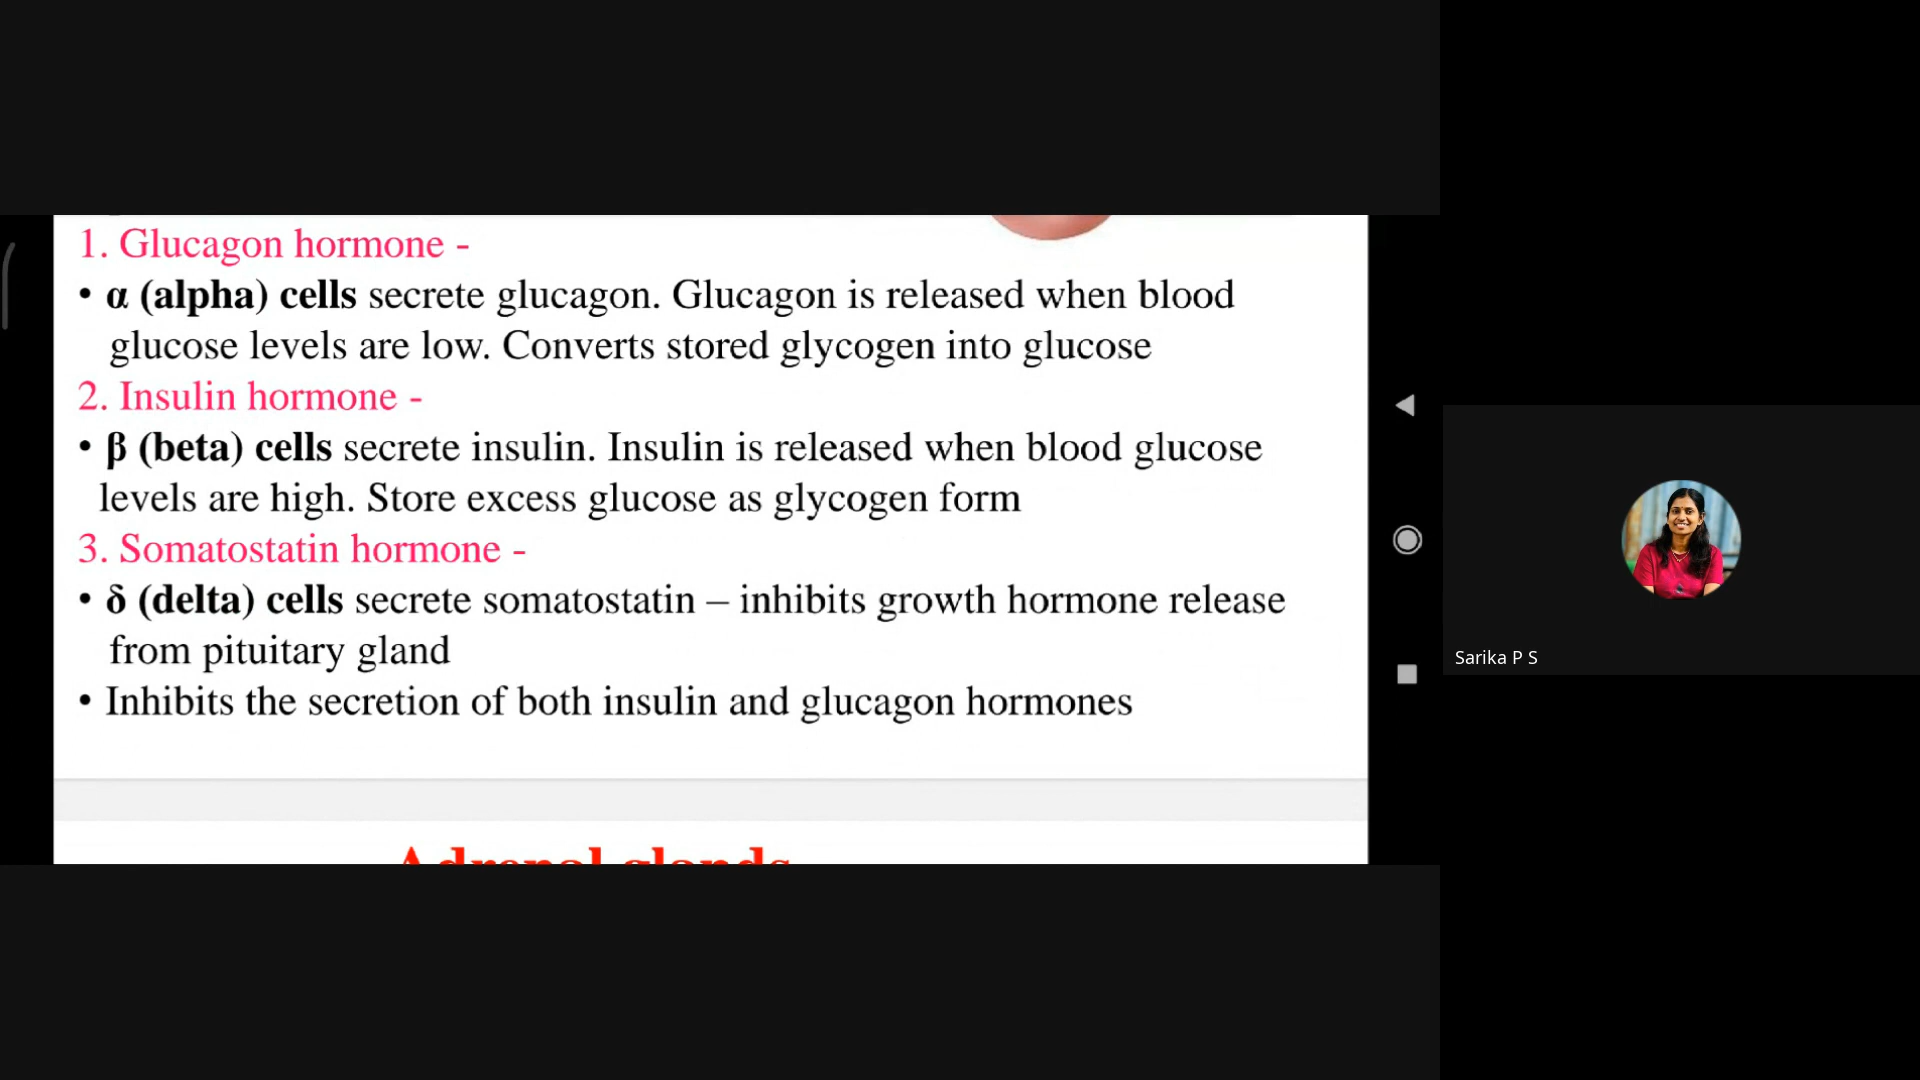 1. Glucagon hormone -
• α (alpha) cells secrete glucagon. Glucagon is released when blood
glucose levels are low. Converts stored glycogen into glucose
2. Insulin hormone -
• β (beta) cells secrete insulin. Insulin is released when blood glucose
levels are high. Store excess glucose as glycogen form
3. Somatostatin hormone -
• δ (delta) cells secrete somatostatin – inhibits growth hormone release
from pituitary gland
• Inhibits the secretion of both insulin and glucagon hormones
Adrenal glands
Sarika P S